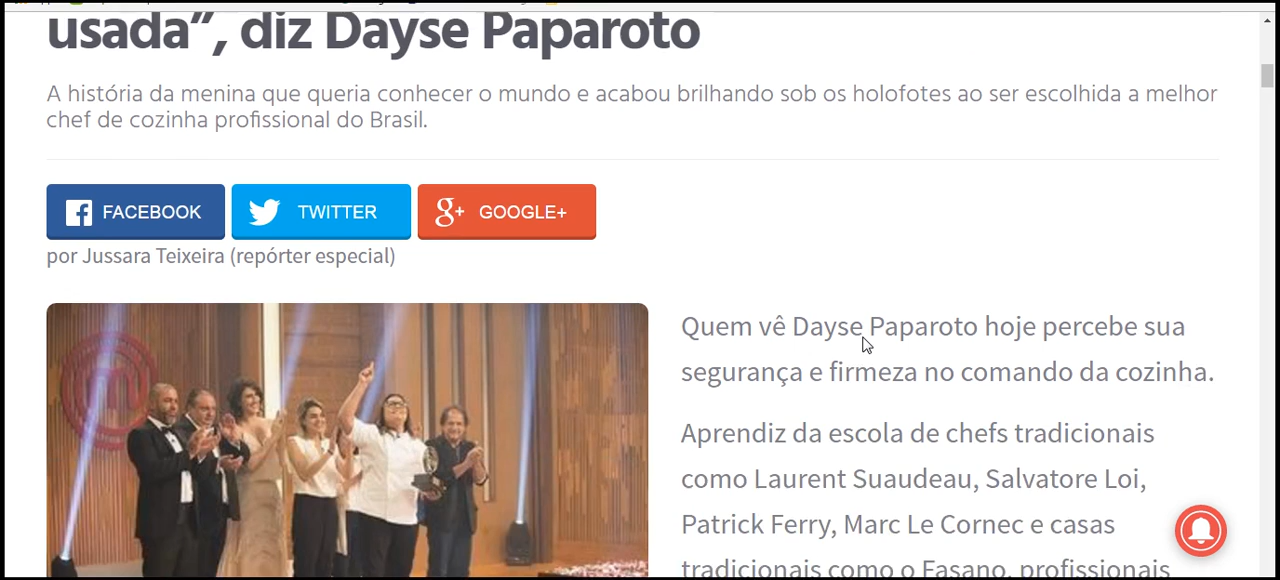 usada”, diz Dayse Paparoto
A história da menina que queria conhecer o mundo e acabou brilhando sob os holofotes ao ser escolhida a melhor
chef de cozinha profissional do Brasil.
FACEBOOK
TWITTER
g+ GOOGLE+
por Jussara Teixeira (repórter especial)
Quem vê Dayse Paparoto hoje percebe sua
segurança e firmeza no comando da cozinha.
Aprendiz da escola de chefs tradicionais
como Laurent Suaudeau, Salvatore Loi,
Patrick Ferry, Marc Le Cornec e casas
tradicionais como o Fasano, profissionais